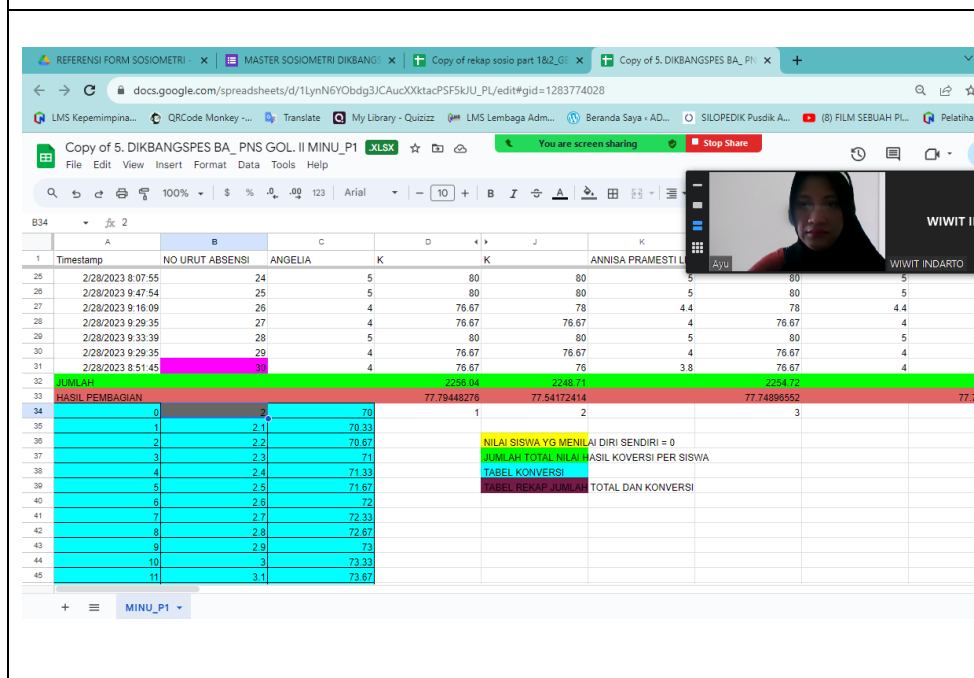 REFERENSI FORM SOSIOMETRI - MASTER SOSIOMETRI DIKBANGS Copy of rekap sosio part 1&2_GE Copy of 5. DIKBANGSPES BA_ PN
docs.google.com/spreadsheets/d/1LynN6YObdg3JCAucXXktacPSF5kJU_PL/edit#gid=1283774028
LMS Kepemimpina... QRCode Monkey -... Translate My Library - Quizizz LMS Lembaga Adm... Beranda Saya ‹ AD... SILOPEDIK Pusdik A... (8) FILM SEBUAH PI... Pelatiha
Copy of 5. DIKBANGSPES BA_ PNS GOL. II MINU_P1 .XLSX You are screen sharing Stop Share
File Edit View Insert Format Data Tools Help
100% $ % .0 .00 123 Arial 10 B I A
B34 fx 2
A B C D J K
1 Timestamp NO URUT ABSENSI ANGELIA K K ANNISA PRAMESTI
Ayu WIWIT I
WIWIT INDARTO
25 2/28/2023 8:07:55 24 5 80 80 5 80 5
26 2/28/2023 9:47:54 25 5 80 80 5 80 5
27 2/28/2023 9:16:09 26 4 76.67 78 4.4 78 4.4
28 2/28/2023 9:29:35 27 4 76.67 76.67 4 76.67 4
29 2/28/2023 9:33:39 28 5 80 80 5 80 5
30 2/28/2023 9:29:35 29 4 76.67 76.67 4 76.67 4
31 2/28/2023 8:51:45 30 4 76.67 76 3.8 76.67 4
32 JUMLAH 2256.04 2248.71 2254.72
33 HASIL PEMBAGIAN 77.79448276 77.54172414 77.74896552 77.
34 0 2 70 1 2 3
35 1 2.1 70.33
36 2 2.2 70.67 NILAI SISWA YG MENILAI DIRI SENDIRI = 0
37 3 2.3 71 JUMLAH TOTAL NILAI HASIL KOVERSI PER SISWA
38 4 2.4 71.33 TABEL KONVERSI
39 5 2.5 71.67 TABEL REKAP JUMLAH TOTAL DAN KONVERSI
40 6 2.6 72
41 7 2.7 72.33
42 8 2.8 72.67
43 9 2.9 73
44 10 3 73.33
45 11 3.1 73.67
MINU_P1